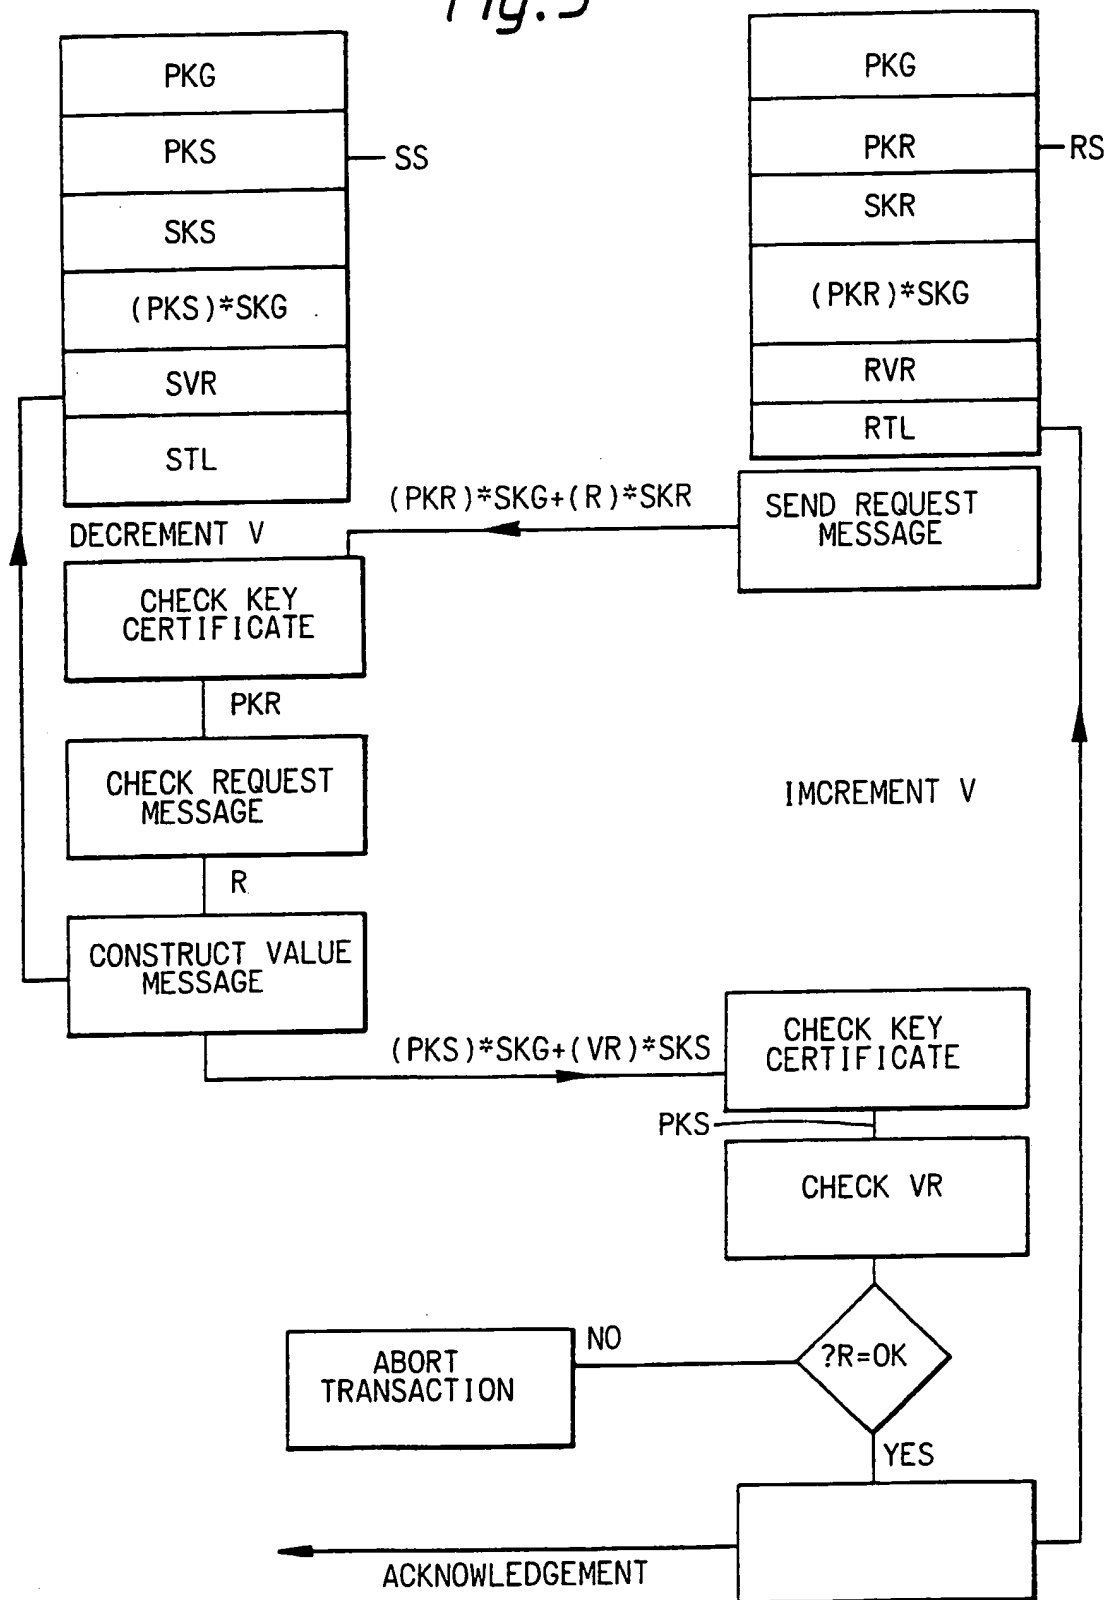 Fig.5
PKG
PKS
SS
SKS
(PKS)*SKG
SVR
STL
PKG
PKR
RS
SKR
(PKR)*SKG
RVR
RTL
(PKR)*SKG+(R)*SKR
SEND REQUEST
MESSAGE
DECREMENT V
CHECK KEY
CERTIFICATE
PKR
CHECK REQUEST
MESSAGE
IMCREMENT V
R
CONSTRUCT VALUE
MESSAGE
(PKS)*SKG+(VR)*SKS
CHECK KEY
CERTIFICATE
PKS
CHECK VR
?R=OK
NO
ABORT
TRANSACTION
YES
ACKNOWLEDGEMENT